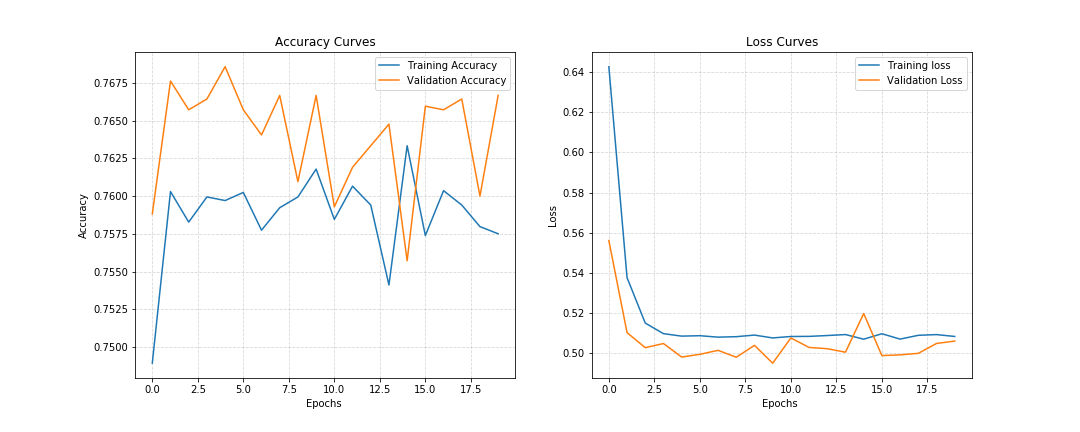 Accuracy Curves
Training Accuracy
Validation Accuracy
0.7675
0.7650
0.7625
0.7600
0.7575
0.7550
0.7525
0.7500
Accuracy
0.0 2.5 5.0 7.5 10.0 12.5 15.0 17.5
Epochs
Loss Curves
Training loss
Validation Loss
0.64
0.62
0.60
0.58
0.56
0.54
0.52
0.50
Loss
0.0 2.5 5.0 7.5 10.0 12.5 15.0 17.5
Epochs